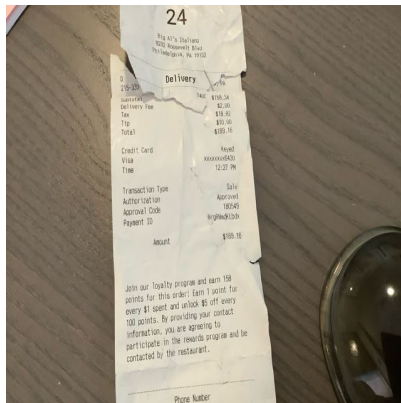 24
Big Al's Italiano
Roosevelt Blvd
Philadelphia, PA
Delivery
Subtotal
Delivery Fee $2.00
Tax
Tip $10.00
Total
Credit Card Keyed
Visa
Time 12:27 PM
Transaction Type Sale
Authorization Approved
Approval Code
Payment ID
Amount
Join our loyalty program and earn 158
points for this order! Earn 1 point for
every $1 spent and unlock $5 off every
100 points. By providing your contact
information, you are agreeing to
participate in the rewards program and be
contacted by the restaurant.
Phone Number